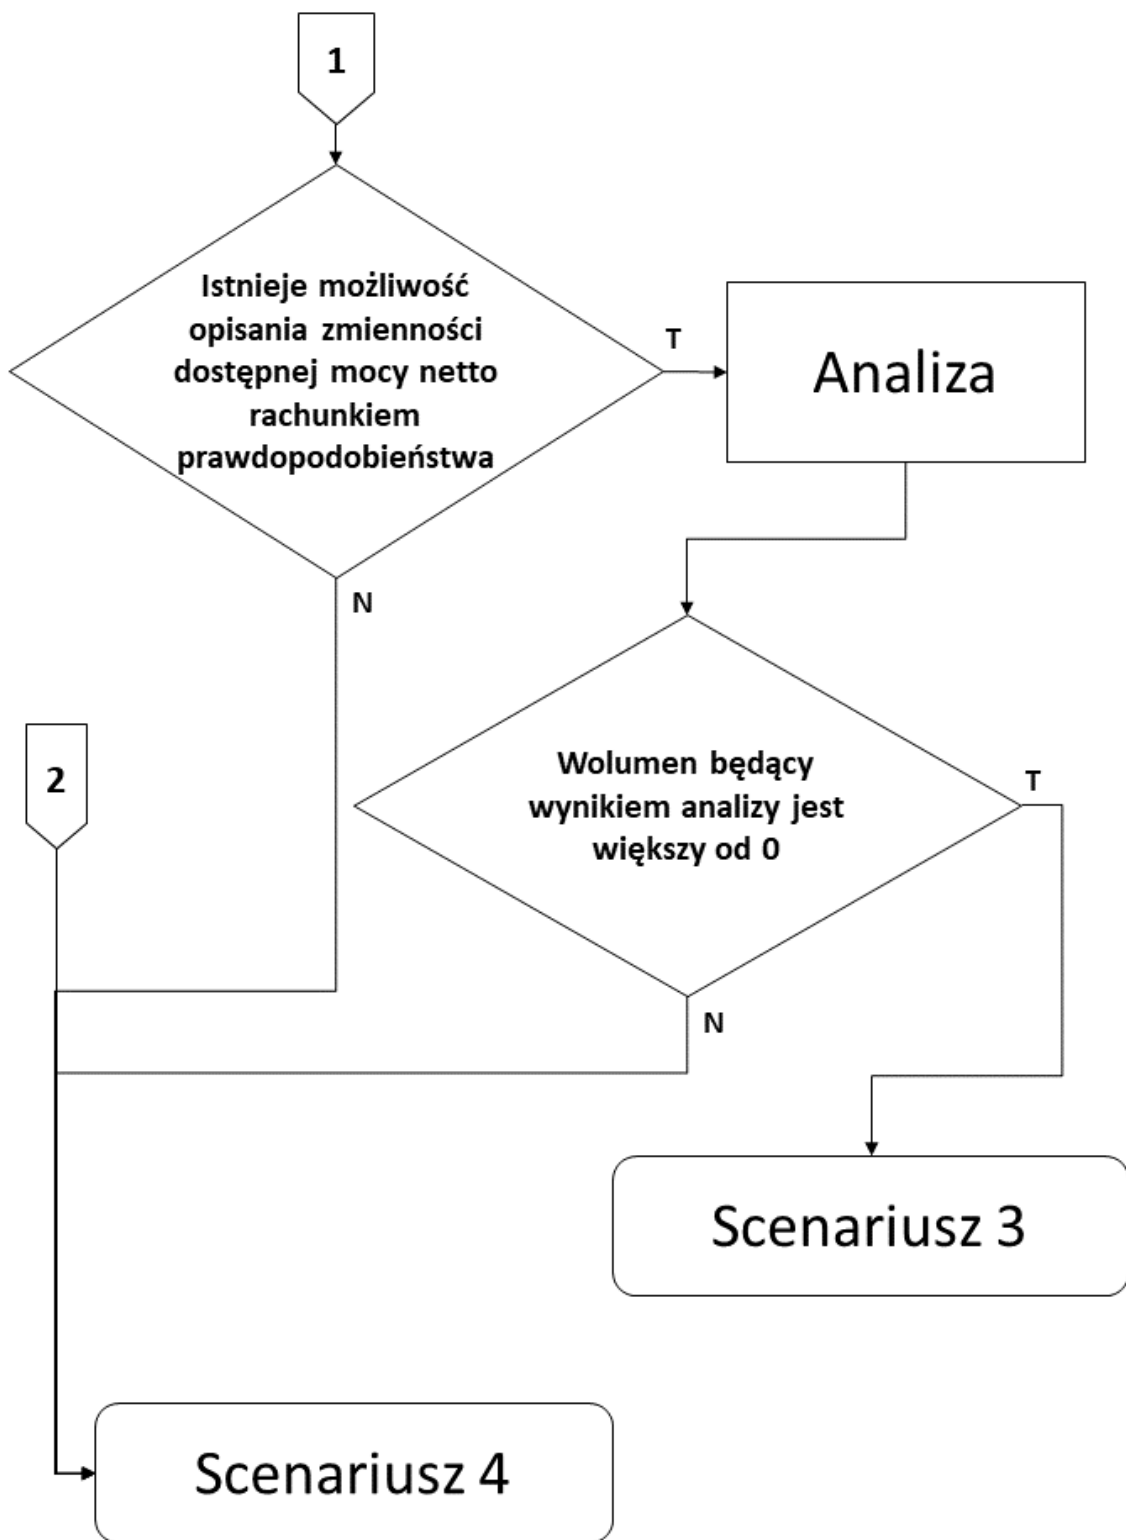 1
Istnieje możliwość
opisania zmienności
dostępnej mocy netto
rachunkiem
prawdopodobieństwa
T
Analiza
N
2
Wolumen będący
wynikiem analizy jest
większy od 0
T
N
Scenariusz 3
Scenariusz 4